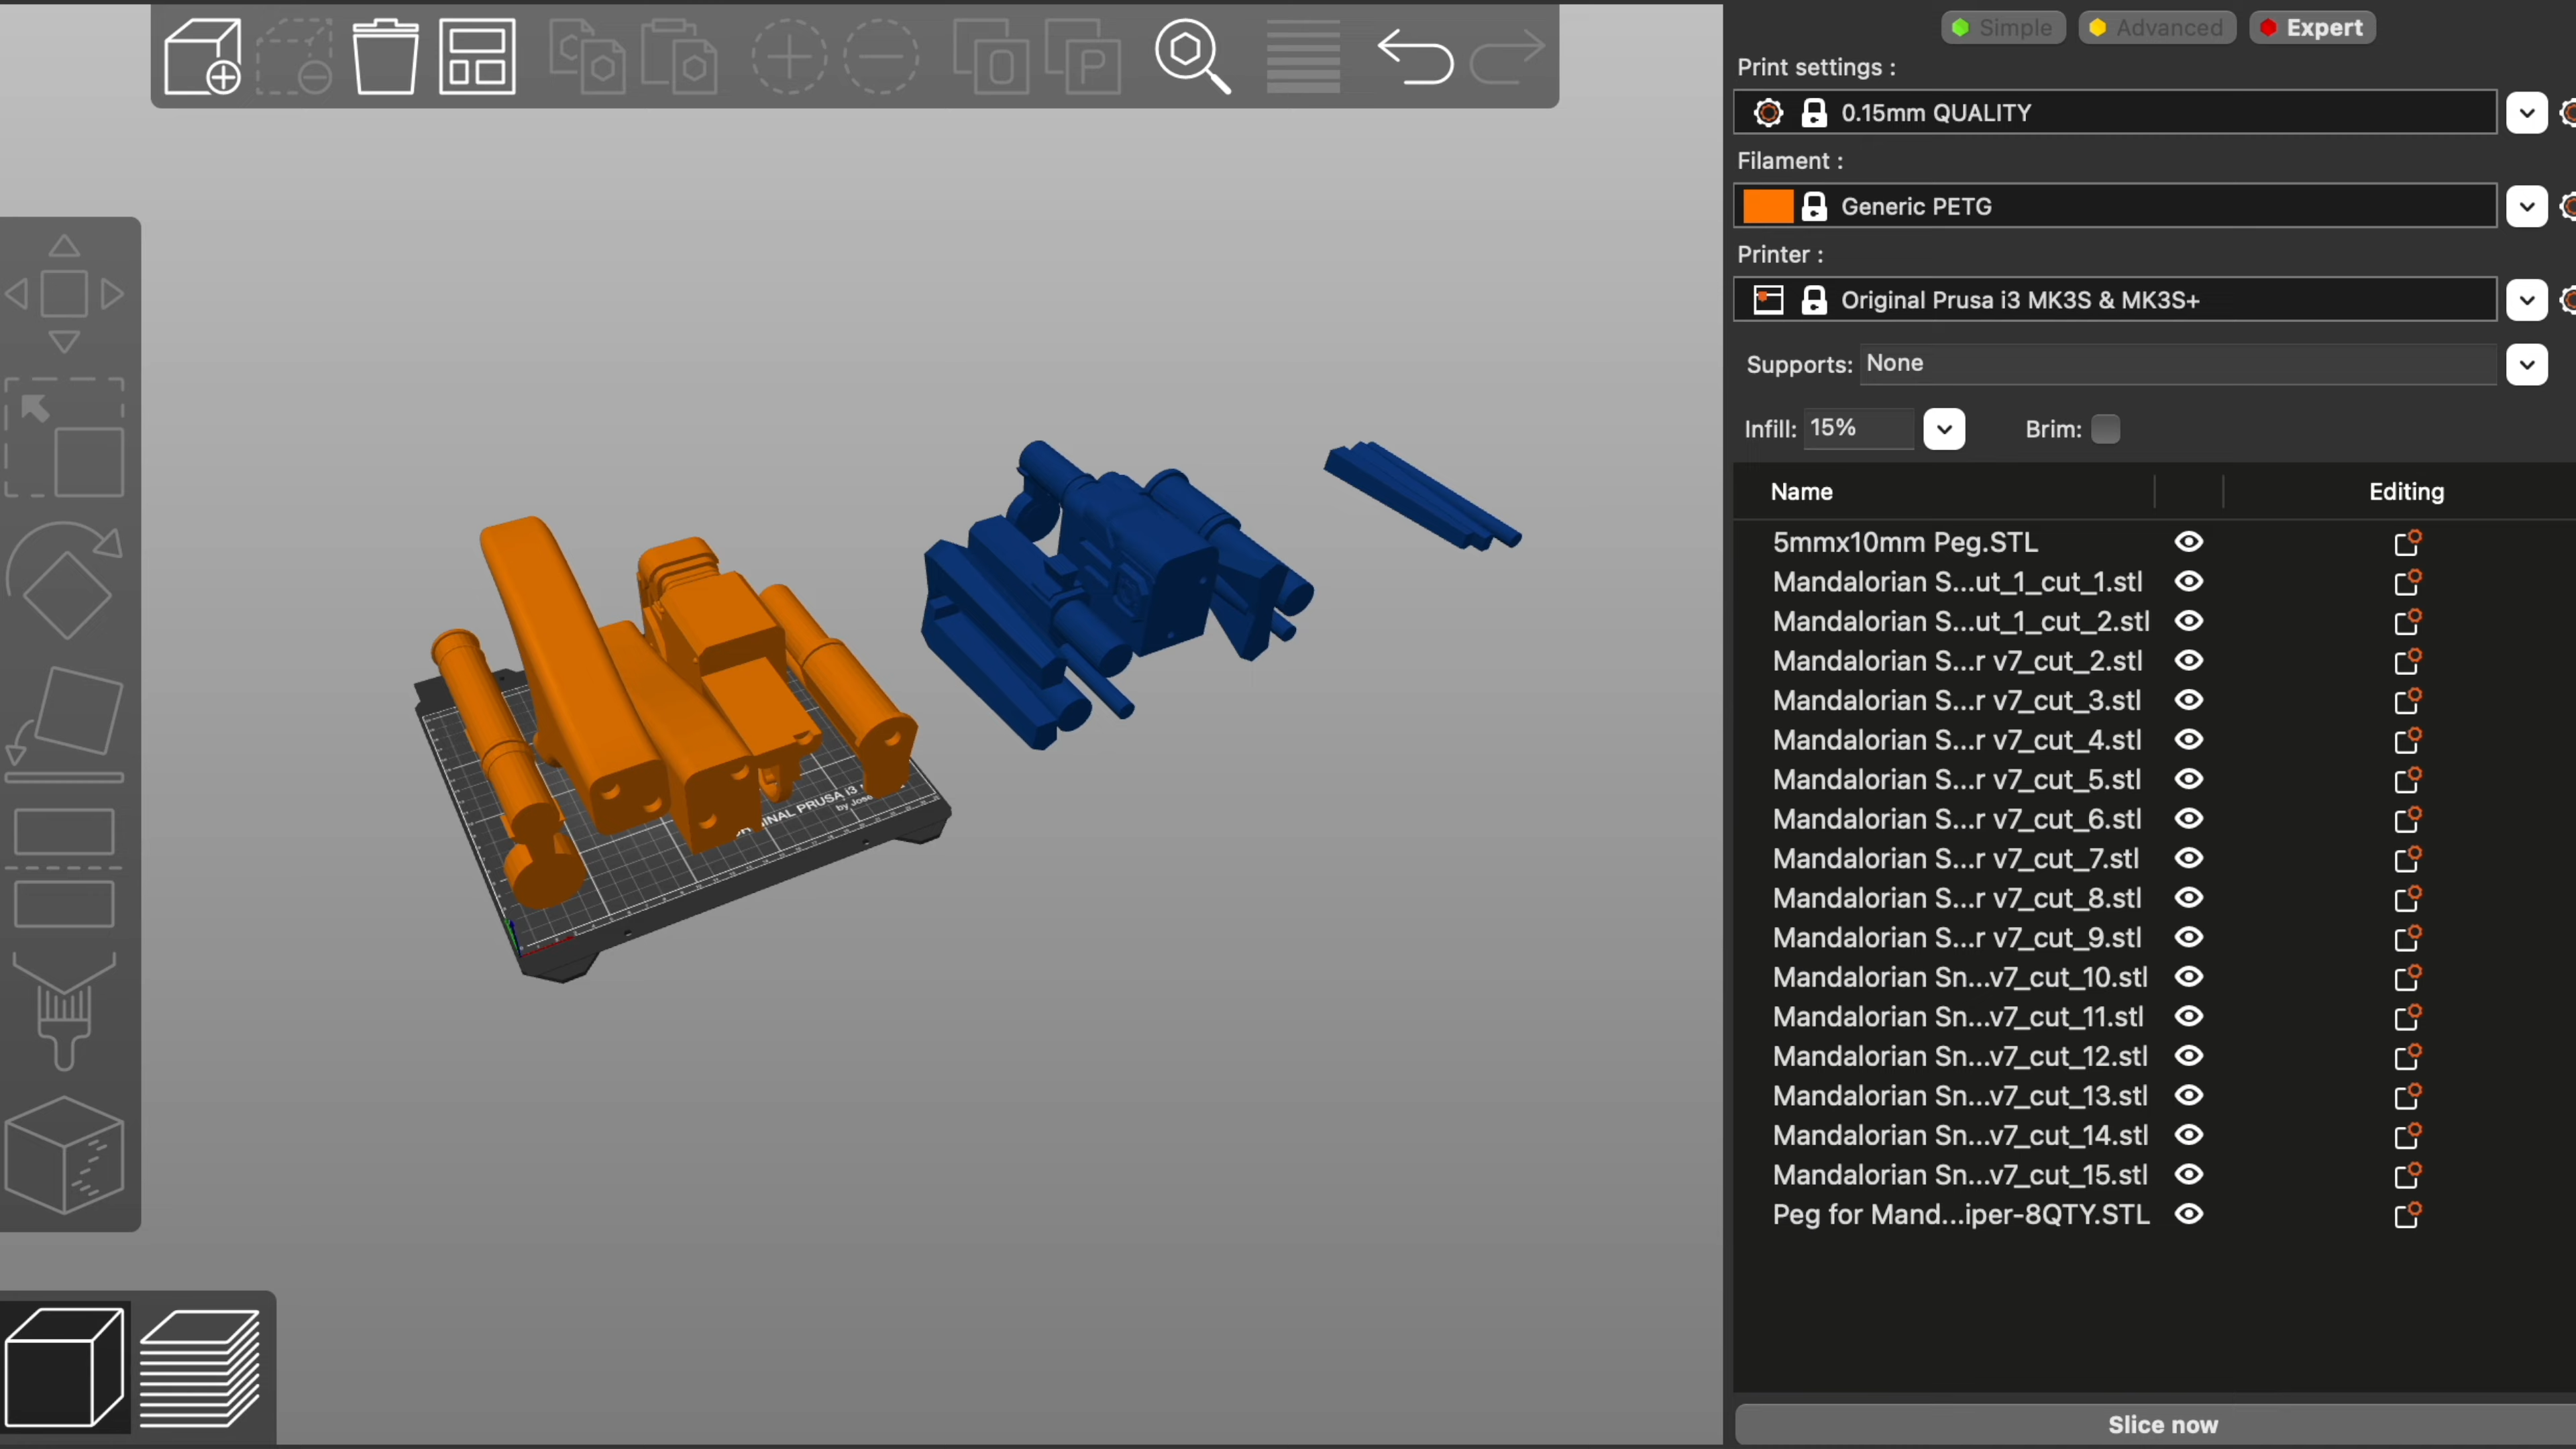 Simple Advanced Expert
Print settings :
0.15mm QUALITY
Filament :
Generic PETG
Printer :
Original Prusa i3 MK3S & MK3S+
Supports: None
Infill: 15% Brim:
Name Editing
5mmx10mm Peg.STL
Mandalorian S...ut_1_cut_1.stl
Mandalorian S...ut_1_cut_2.stl
Mandalorian S...r v7_cut_2.stl
Mandalorian S...r v7_cut_3.stl
Mandalorian S...r v7_cut_4.stl
Mandalorian S...r v7_cut_5.stl
Mandalorian S...r v7_cut_6.stl
Mandalorian S...r v7_cut_7.stl
Mandalorian S...r v7_cut_8.stl
Mandalorian S...r v7_cut_9.stl
Mandalorian Sn...v7_cut_10.stl
Mandalorian Sn...v7_cut_11.stl
Mandalorian Sn...v7_cut_12.stl
Mandalorian Sn...v7_cut_13.stl
Mandalorian Sn...v7_cut_14.stl
Mandalorian Sn...v7_cut_15.stl
Peg for Mand...iper-8QTY.STL
Slice now
PRUSA i3
by Jose